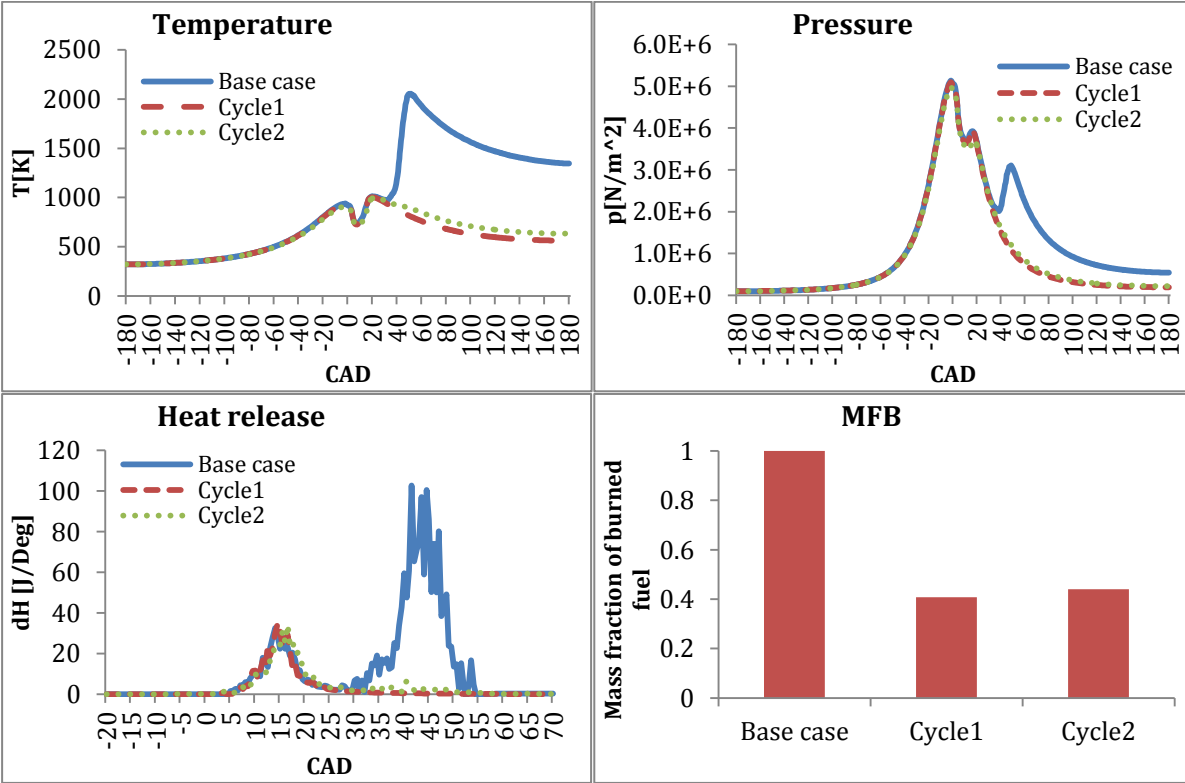 Temperature
2500
2000
1500
1000
500
0
T[K]
Base case
Cycle1
Cycle2
-180
-160
-140
-120
-100
-80
-60
-40
-20
0
20
40
60
80
100
120
140
160
180
CAD
Pressure
6.0E+6
5.0E+6
4.0E+6
3.0E+6
2.0E+6
1.0E+6
0.0E+0
p[N/m^2]
Base case
Cycle1
Cycle2
-180
-160
-140
-120
-100
-80
-60
-40
-20
0
20
40
60
80
100
120
140
160
180
CAD
Heat release
120
100
80
60
40
20
0
dH [J/Deg]
Base case
Cycle1
Cycle2
-20
-15
-10
-5
0
5
10
15
20
25
30
35
40
45
50
55
60
65
70
CAD
MFB
1
0.8
0.6
0.4
0.2
0
Mass fraction of burned
fuel
Base case
Cycle1
Cycle2